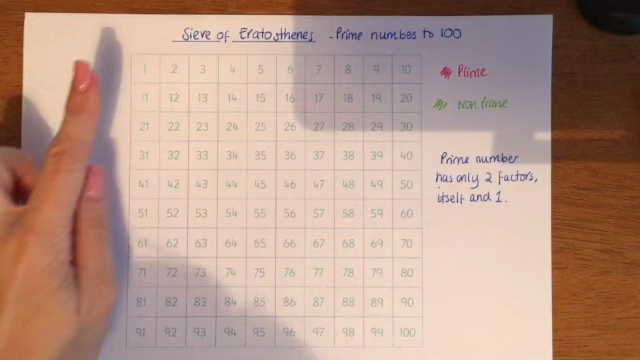 Sieve of Eratosthenes - Prime numbes to 100
1 2 3 4 5 6 7 8 9 10
11 12 13 14 15 16 17 18 19 20
21 22 23 24 25 26 27 28 29 30
31 32 33 34 35 36 37 38 39 40
41 42 43 44 45 46 47 48 49 50
51 52 53 54 55 56 57 58 59 60
61 62 63 64 65 66 67 68 69 70
71 72 73 74 75 76 77 78 79 80
81 82 83 84 85 86 87 88 89 90
91 92 93 94 95 96 97 98 99 100
Prime
Non Prime
Prime number
has only 2 factors,
itself and 1.